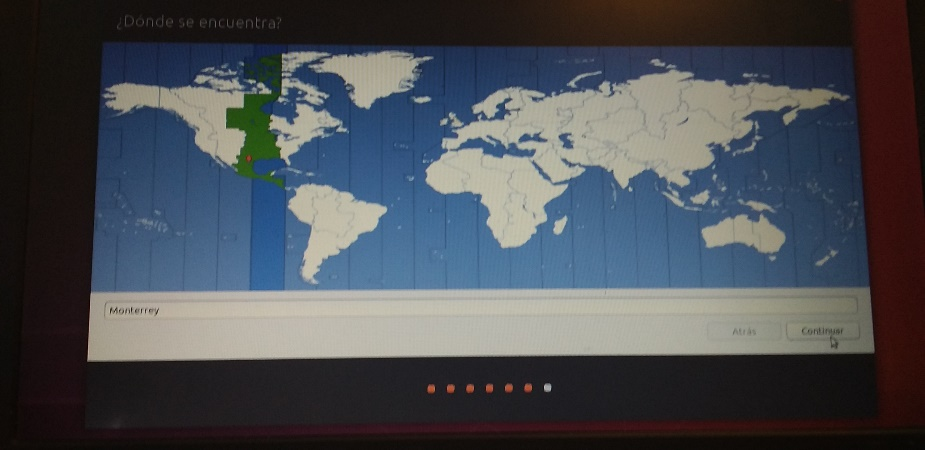 ¿Dónde se encuentra?
Monterrey
Atrás
Continuar